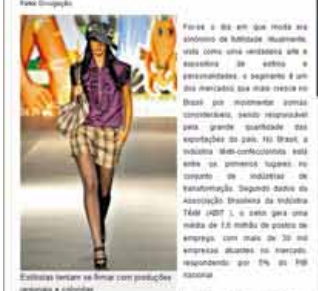 Fotos: Divulgação
Foi-se o dia em que moda era
sinônimo de futilidade. Atualmente,
vista como uma verdadeira arte e
expositora de estilos e
personalidades, o segmento é um
dos mercados que mais cresce no
Brasil por movimentar somas
consideráveis, sendo responsável
pela grande quantidade das
exportações do país. No Brasil, a
indústria têxtil-confeccionista está
entre os primeiros lugares no
conjunto de indústrias de
transformação. Segundo dados da
Associação Brasileira da Indústria
Têxtil (ABIT ), o setor gera uma
média de 1,6 milhão de postos de
emprego, com mais de 30 mil
empresas atuantes no mercado,
respondendo por 5% do PIB
nacional
Estilistas tentam se firmar com produções
regionais e coloridas